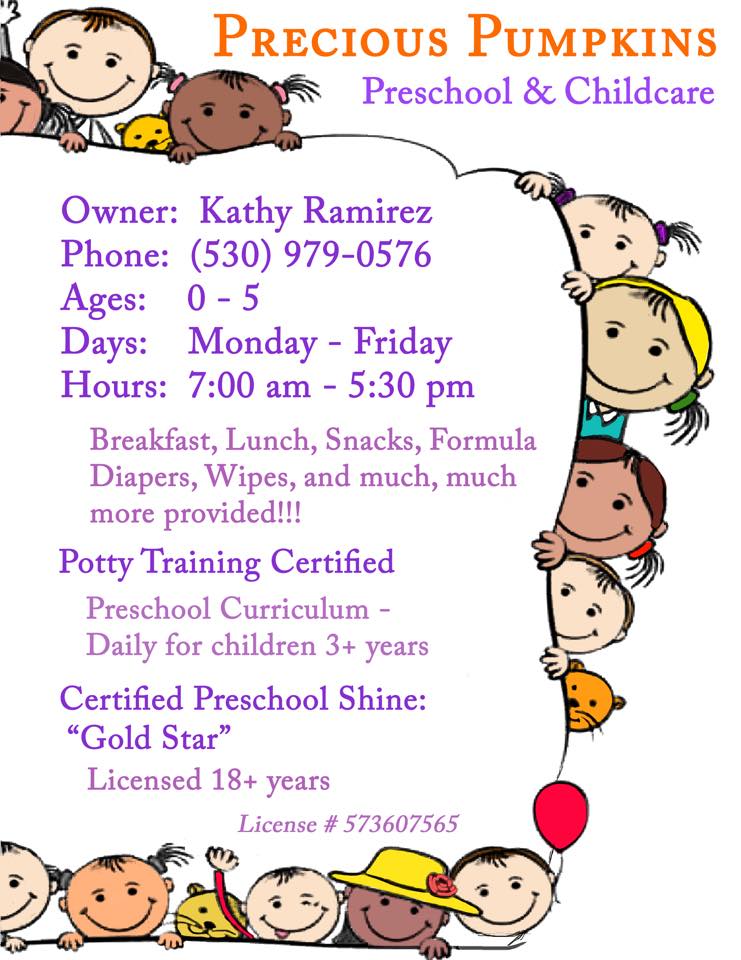 Precious Pumpkins
Preschool & Childcare
Owner: Kathy Ramirez
Phone: (530) 979-0576
Ages: 0 - 5
Days: Monday - Friday
Hours: 7:00 am - 5:30 pm
Breakfast, Lunch, Snacks, Formula
Diapers, Wipes, and much, much
more provided!!!
Potty Training Certified
Preschool Curriculum -
Daily for children 3+ years
Certified Preschool Shine:
“Gold Star”
Licensed 18+ years
License # 573607565